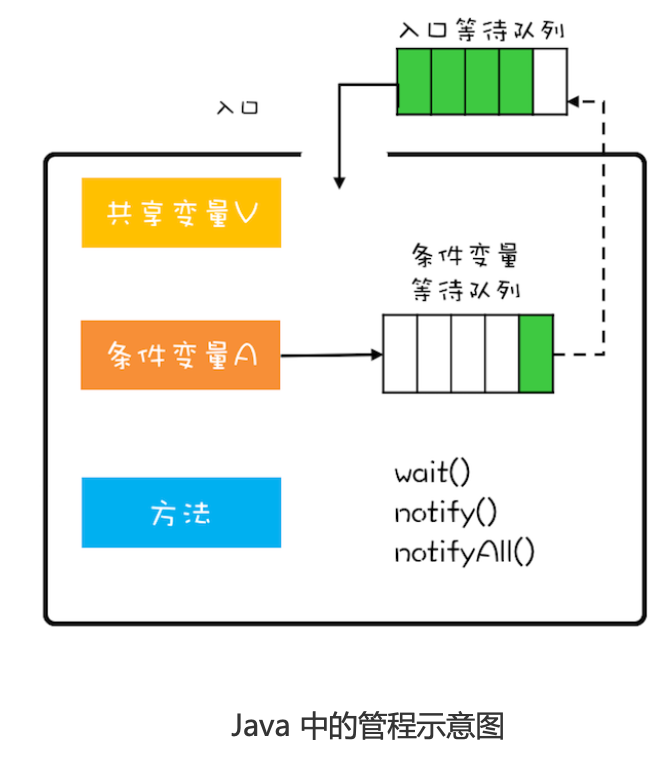 入口等待队列
入口
共享变量V
条件变量
等待队列
条件变量A
方法
wait()
notify()
notifyAll()
Java 中的管程示意图